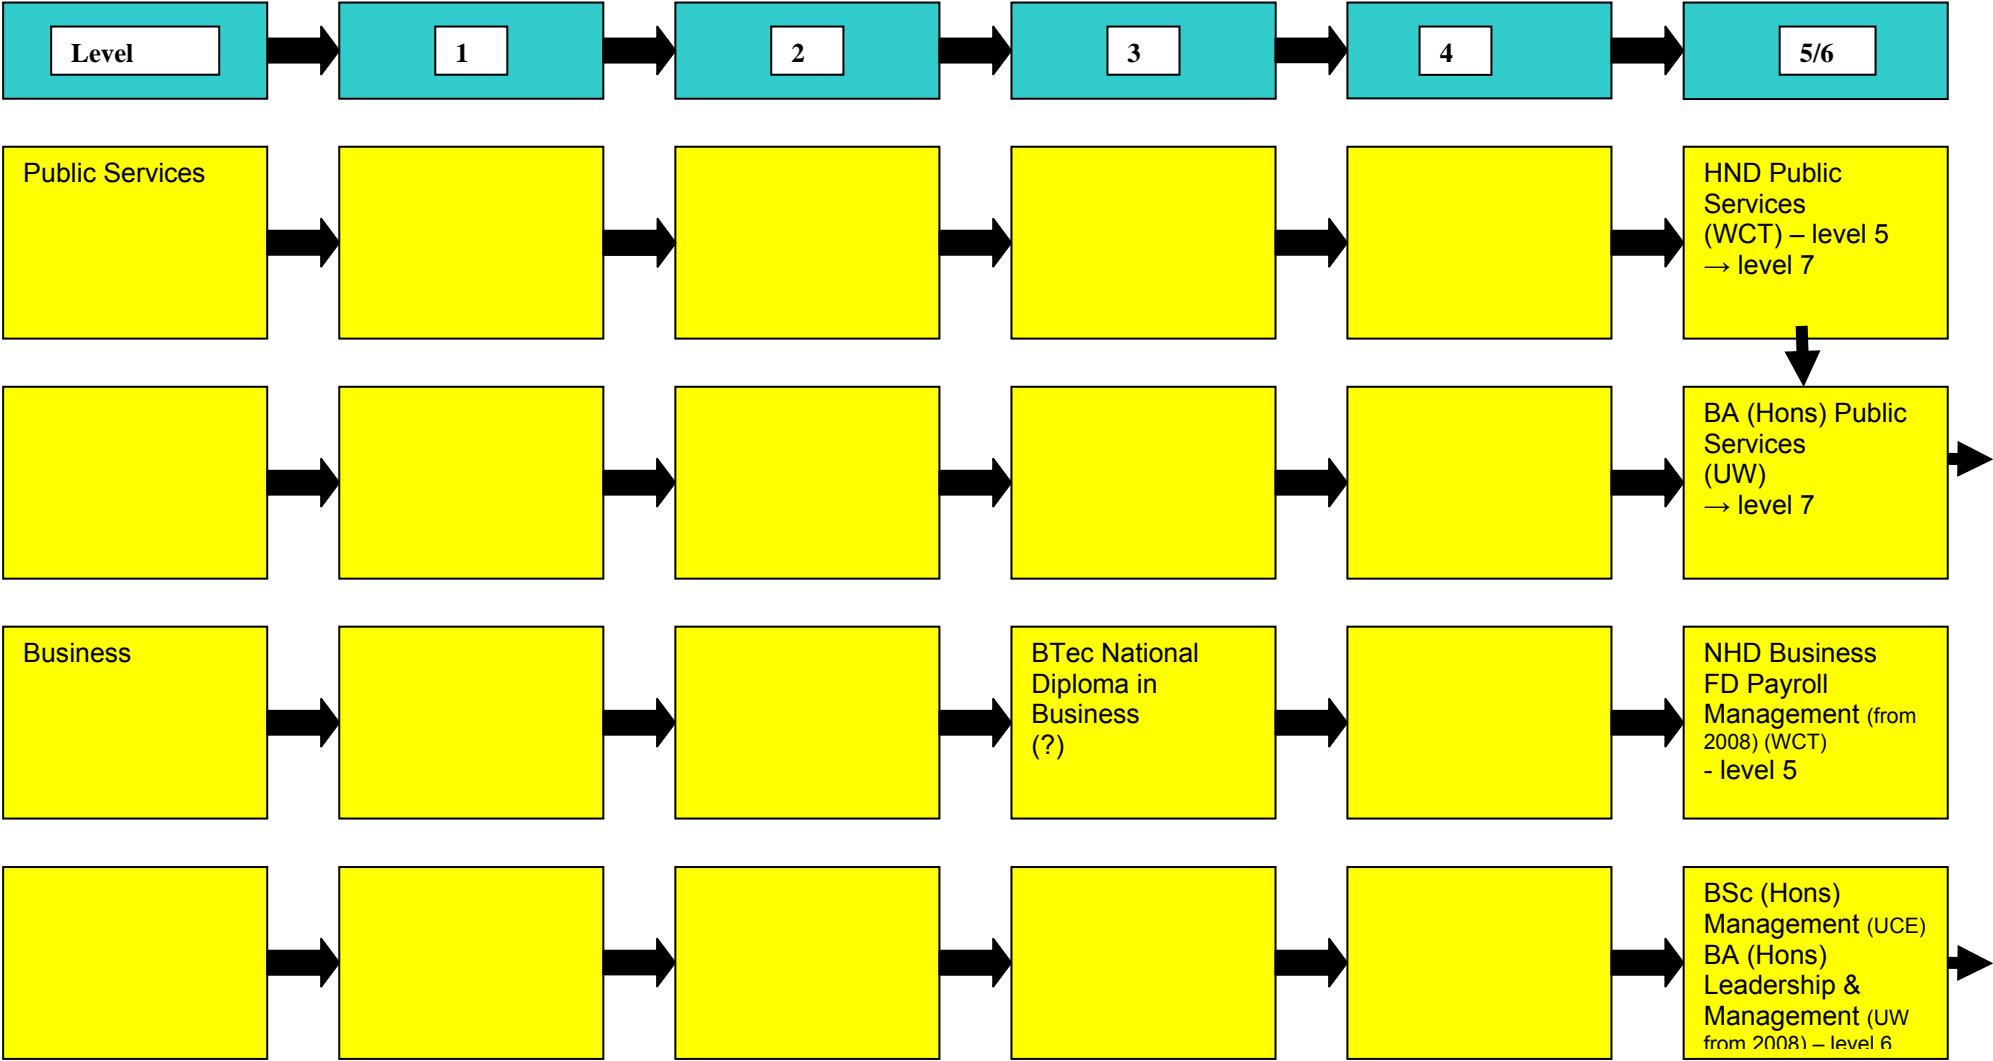 Level
1
2
3
4
5/6
Public Services
HND Public
Services
(WCT) – level 5
→ level 7
BA (Hons) Public
Services
(UW)
→ level 7
Business
BTec National
Diploma in
Business
(?)
NHD Business
FD Payroll
Management (from
2008) (WCT)
- level 5
BSc (Hons)
Management (UCE)
BA (Hons)
Leadership &
Management (UW
from 2008) – level 6